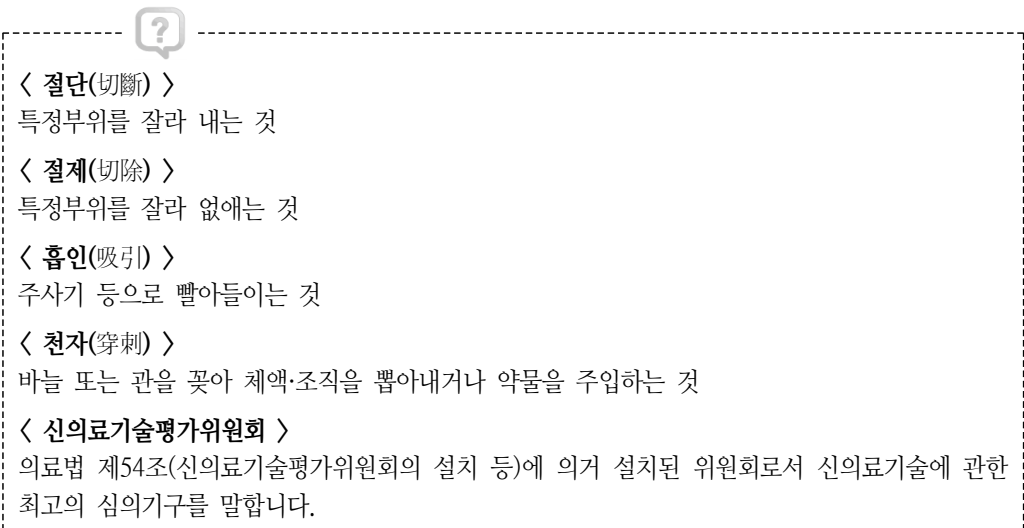 ?
〈 절단(切斷) 〉
특정부위를 잘라 내는 것
〈 절제(切除) 〉
특정부위를 잘라 없애는 것
〈 흡인(吸引) 〉
주사기 등으로 빨아들이는 것
〈 천자(穿刺) 〉
바늘 또는 관을 꽂아 체액·조직을 뽑아내거나 약물을 주입하는 것
〈 신의료기술평가위원회 〉
의료법 제54조(신의료기술평가위원회의 설치 등)에 의거 설치된 위원회로서 신의료기술에 관한
최고의 심의기구를 말합니다.